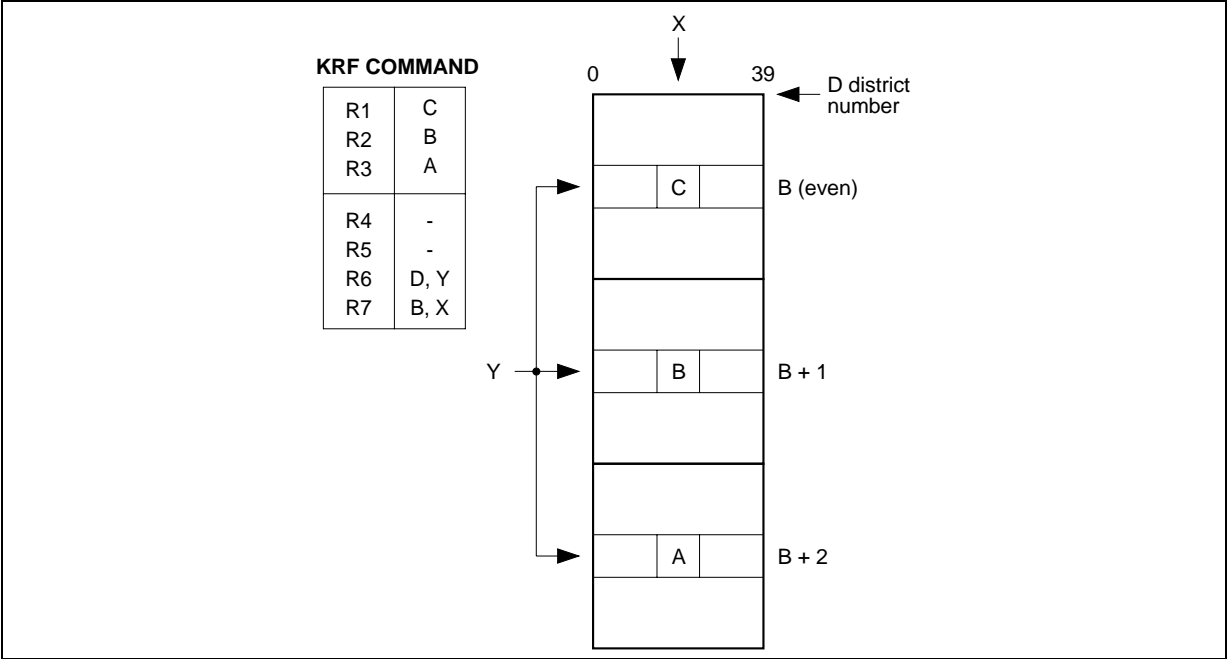 KRF COMMAND
R1 C
R2 B
R3 A
R4 -
R5 -
R6 D, Y
R7 B, X
X
0 39
D district
number
C B (even)
Y B B + 1
A B + 2